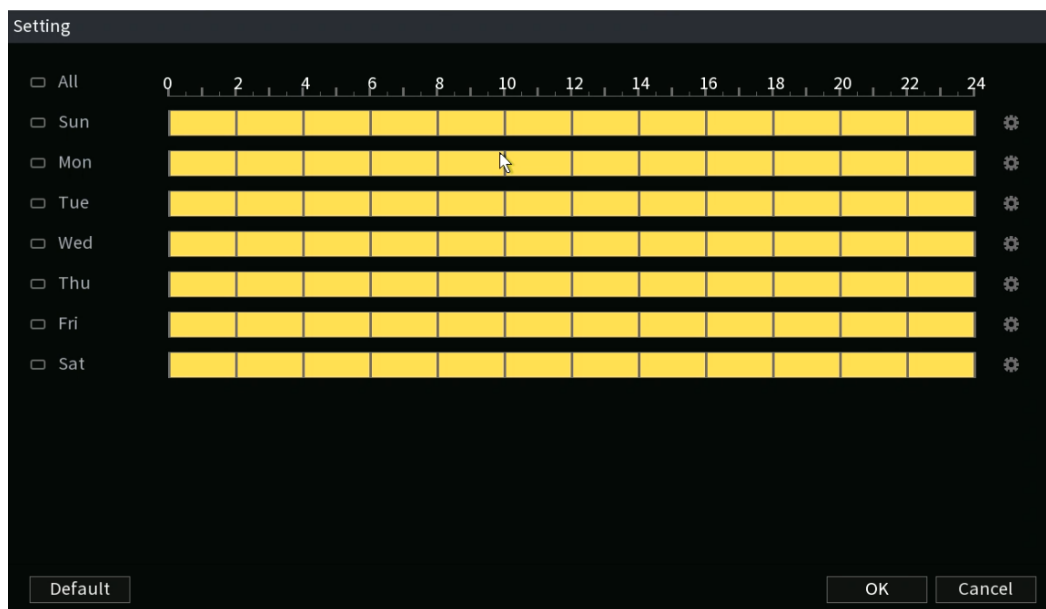 Setting
All 0 2 4 6 8 10 12 14 16 18 20 22 24
Sun
Mon
Tue
Wed
Thu
Fri
Sat
Default OK Cancel